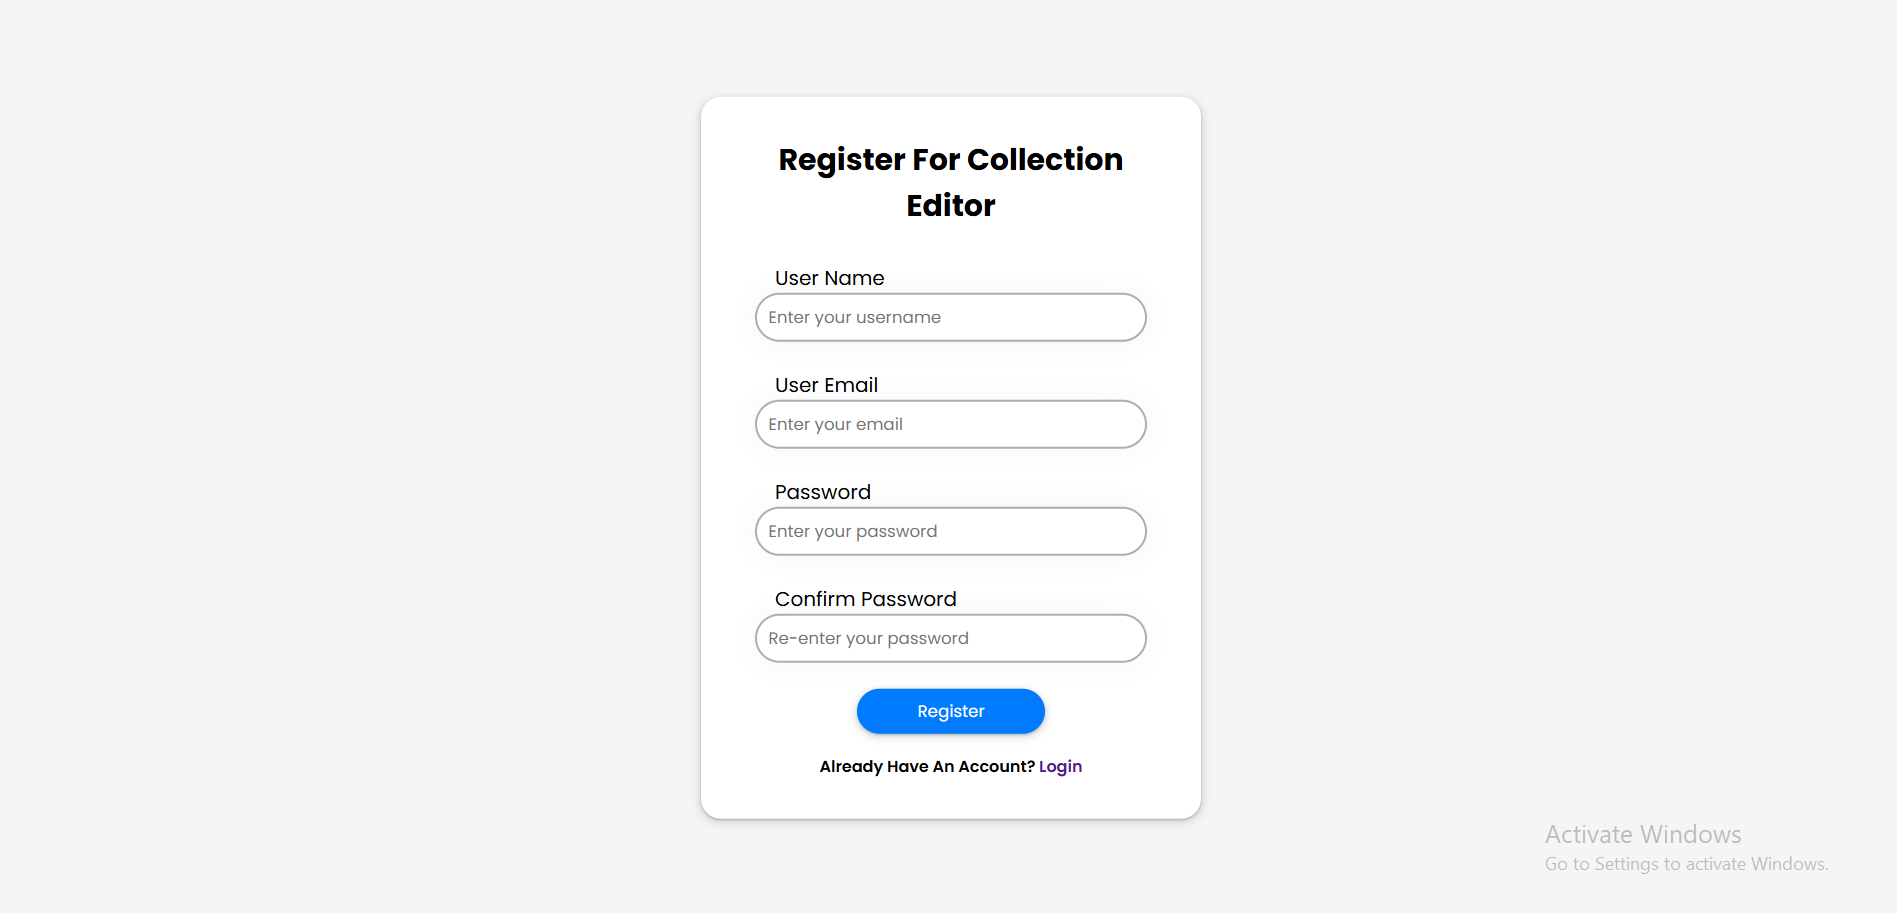 Register For Collection
Editor
User Name
Enter your username
User Email
Enter your email
Password
Enter your password
Confirm Password
Re-enter your password
Register
Already Have An Account? Login
Activate Windows
Go to Settings to activate Windows.